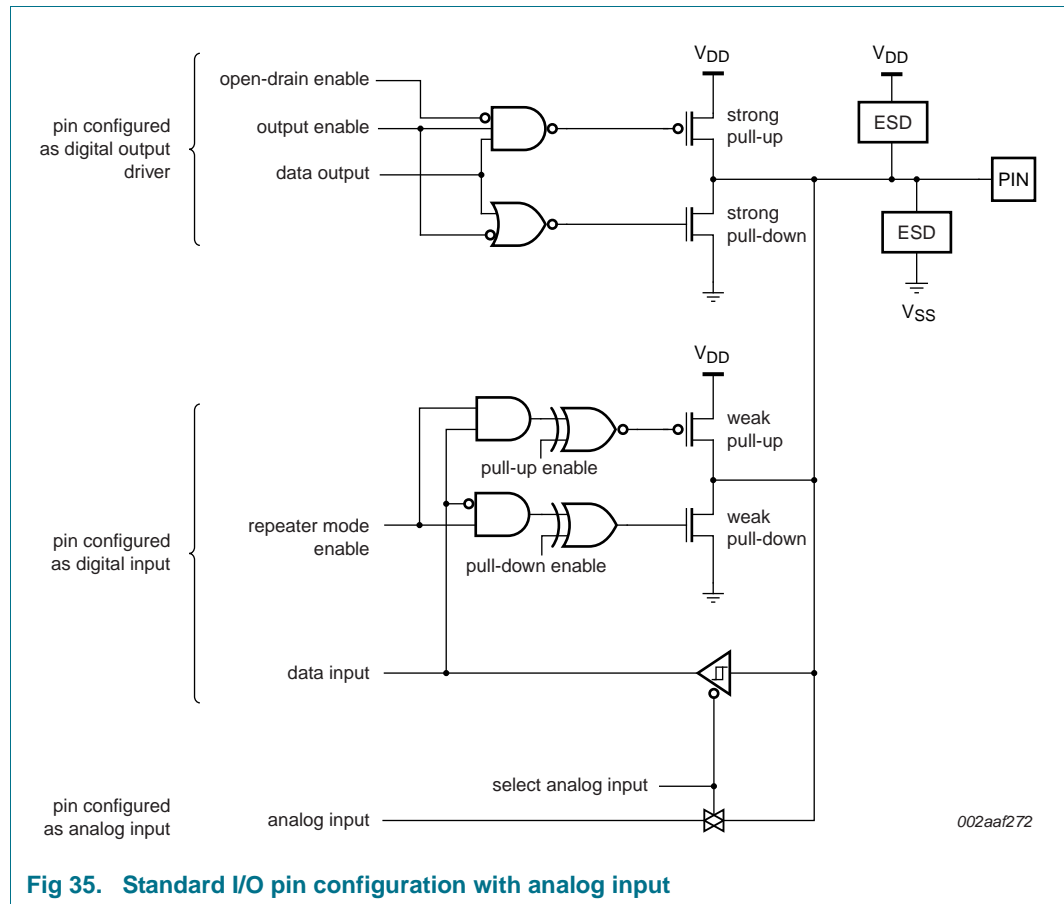 V_DD
V_DD
open-drain enable
strong
pull-up
ESD
pin configured
as digital output
driver
output enable
data output
PIN
strong
pull-down
ESD
V_SS
V_DD
weak
pull-up
pull-up enable
pin configured
as digital input
repeater mode
enable
weak
pull-down
pull-down enable
data input
select analog input
pin configured
as analog input
analog input
002aaf272
Fig 35. Standard I/O pin configuration with analog input